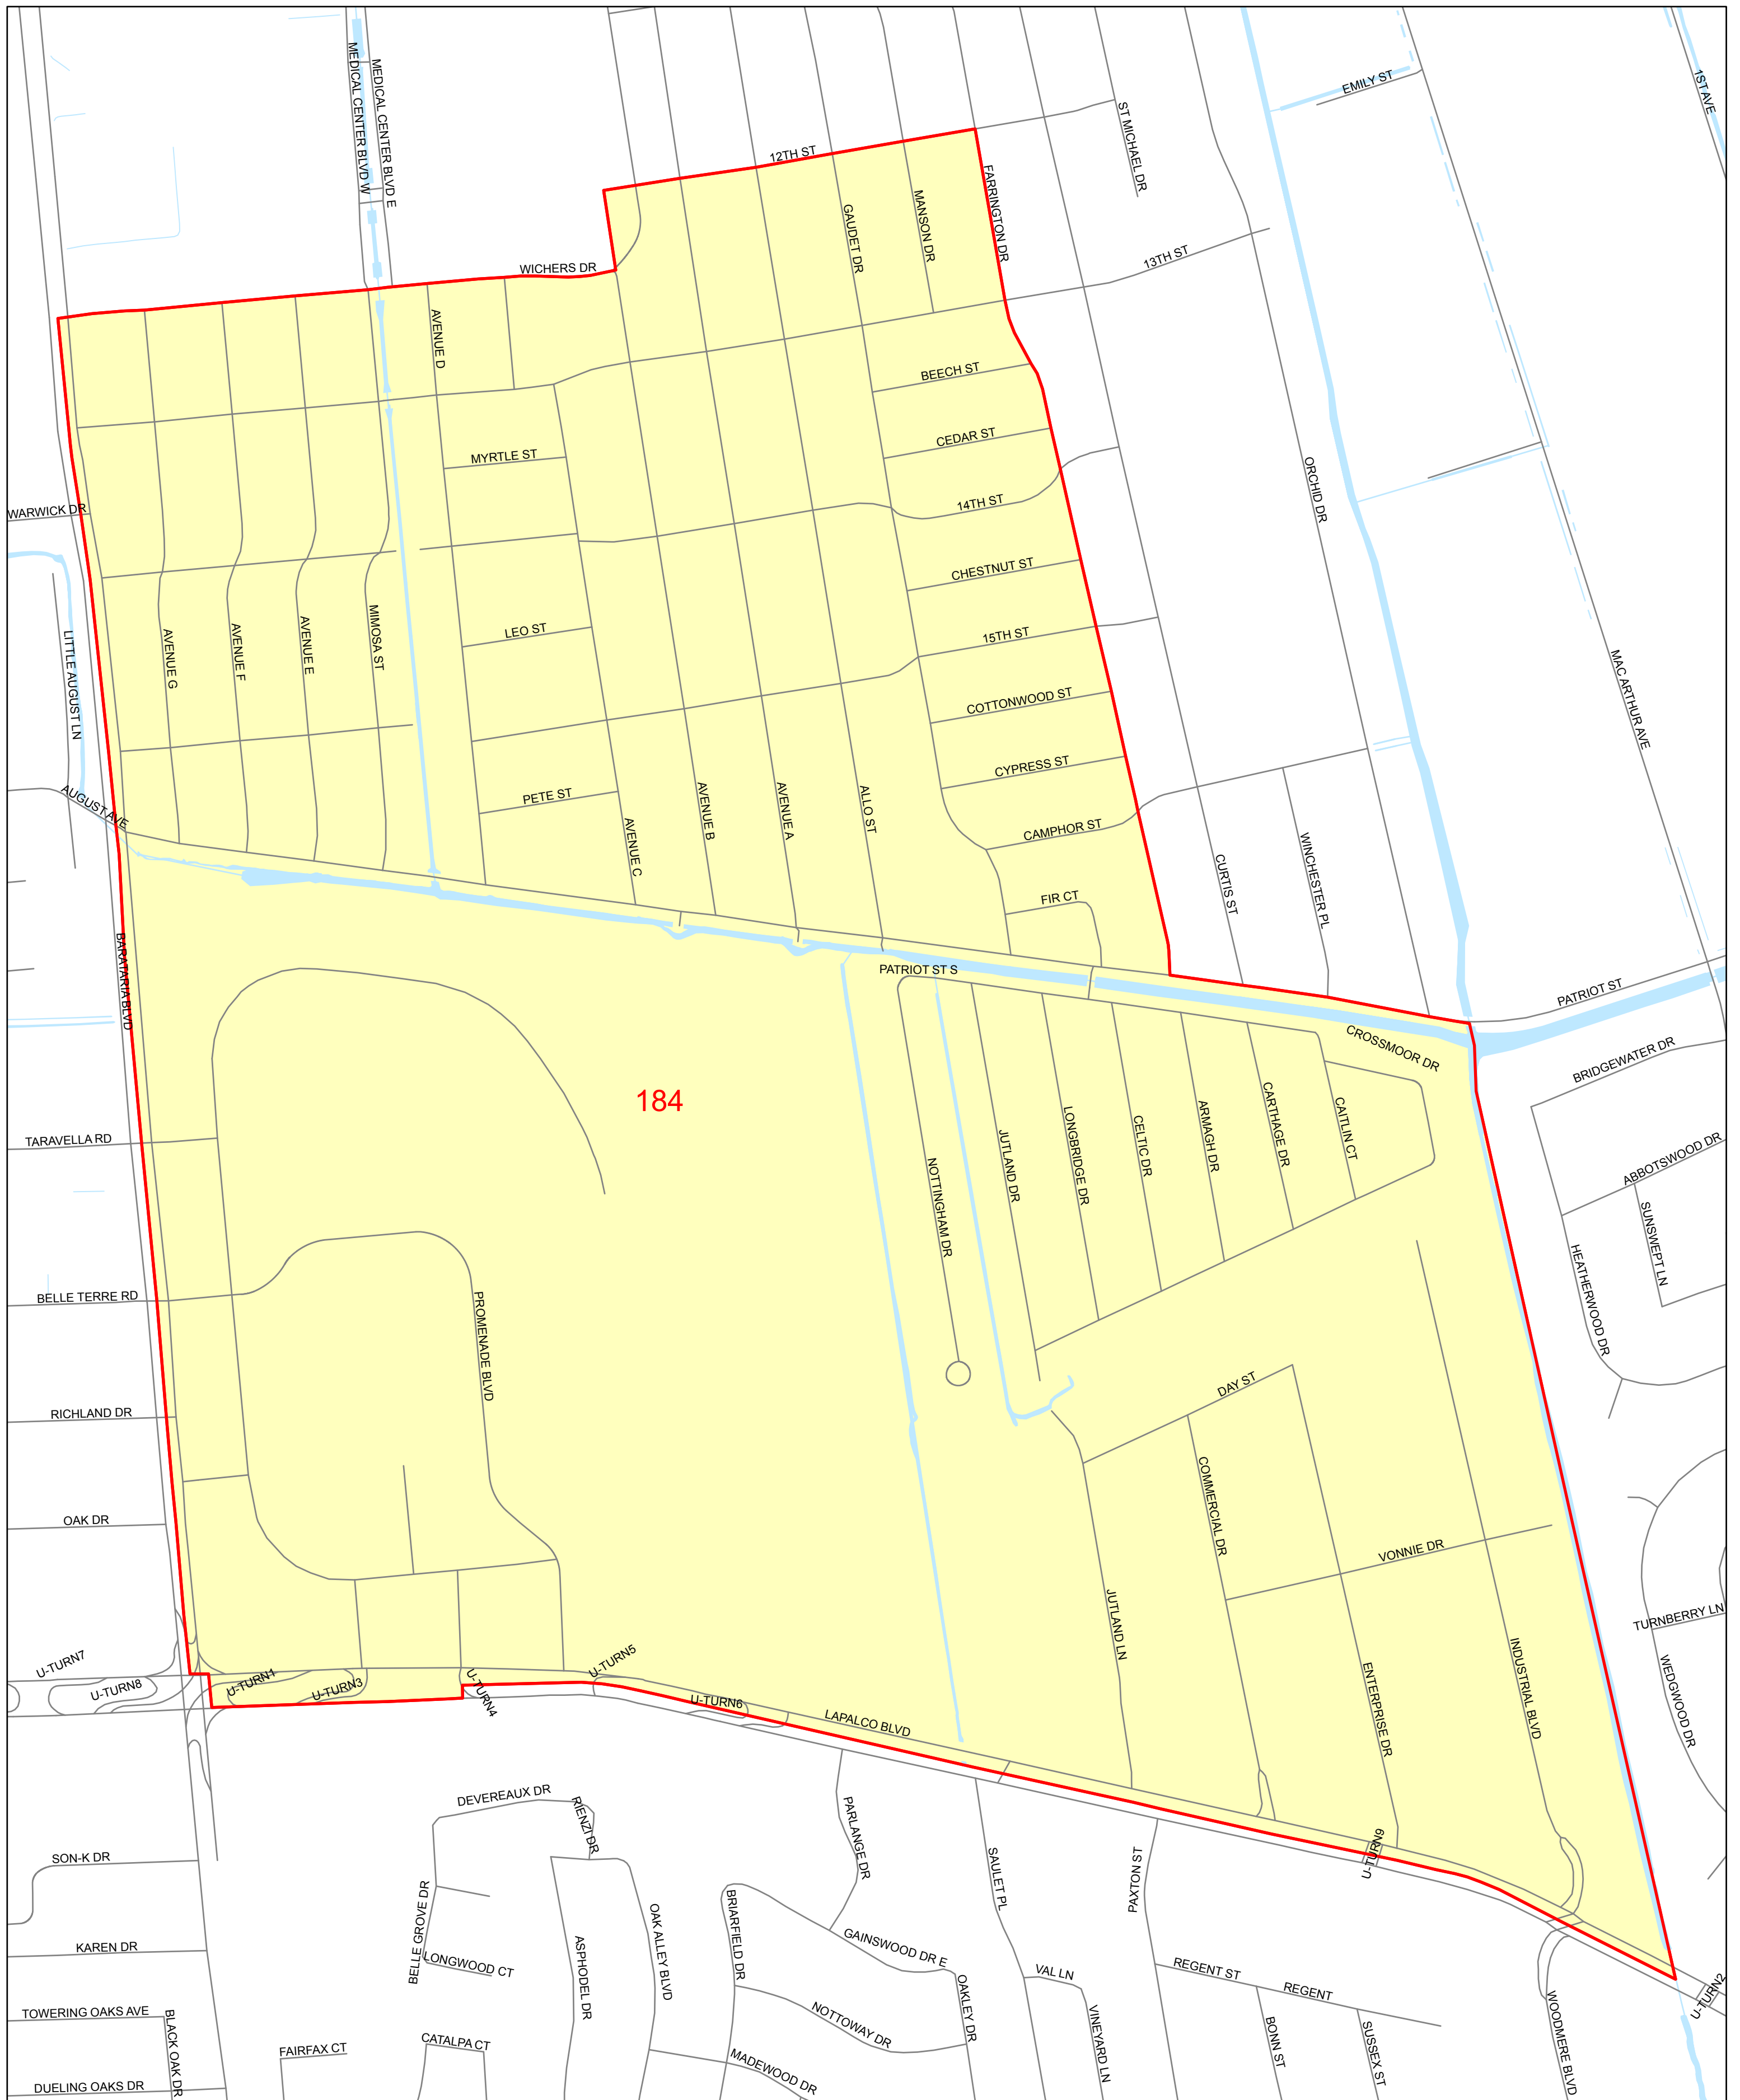 1ST AVE
MEDICAL CENTER BLVD W
MEDICAL CENTER BLVD E
EMILY ST
ST MICHAEL DR
12TH ST
FARRINGTON DR
MANSON DR
GAUDET DR
13TH ST
WICHERS DR
AVENUE D
BEECH ST
CEDAR ST
MYRTLE ST
ORCHID DR
14TH ST
WARWICK DR
CHESTNUT ST
MIMOSA ST
AVENUE E
AVENUE F
AVENUE G
LITTLE AUGUST LN
LEO ST
15TH ST
MAC ARTHUR AVE
COTTONWOOD ST
CYPRESS ST
AUGUST AVE
PETE ST
AVENUE C
AVENUE B
AVENUE A
ALLO ST
CAMPHOR ST
WINCHESTER PL
CURTIS ST
FIR CT
BARATARIA BLVD
PATRIOT ST S
PATRIOT ST
CROSSMOOR DR
BRIDGEWATER DR
184
TARAVELLA RD
NOTTINGHAM DR
JUTLAND DR
LONGBRIDGE DR
CELTIC DR
ARMAGH DR
CARTHAGE DR
CAITLIN CT
ABBOTSWOOD DR
SUNSWEPT LN
HEATHERWOOD DR
BELLE TERRE RD
PROMENADE BLVD
DAY ST
RICHLAND DR
COMMERCIAL DR
OAK DR
VONNIE DR
JUTLAND LN
TURNBERRY LN
WEDGWOOD DR
INDUSTRIAL BLVD
ENTERPRISE DR
U-TURN7
U-TURN8
U-TURN1
U-TURN3
U-TURN4
U-TURN5
U-TURN6
LAPALCO BLVD
DEVEREAUX DR
RIENZI DR
PARLANGE DR
SAULET PL
PAXTON ST
U-TURN9
SON-K DR
BELLE GROVE DR
OAK ALLEY BLVD
BRIARFIELD DR
KAREN DR
LONGWOOD CT
ASPHODEL DR
GAINSWOOD DR E
VAL LN
REGENT ST
REGENT
U-TURN2
TOWERING OAKS AVE
BLACK OAK DR
OAKLEY DR
NOTTOWAY DR
VINEYARD LN
BONN ST
SUSSEX ST
WOODMERE BLVD
FAIRFAX CT
CATALPA CT
MADEWOOD DR
DUELING OAKS DR